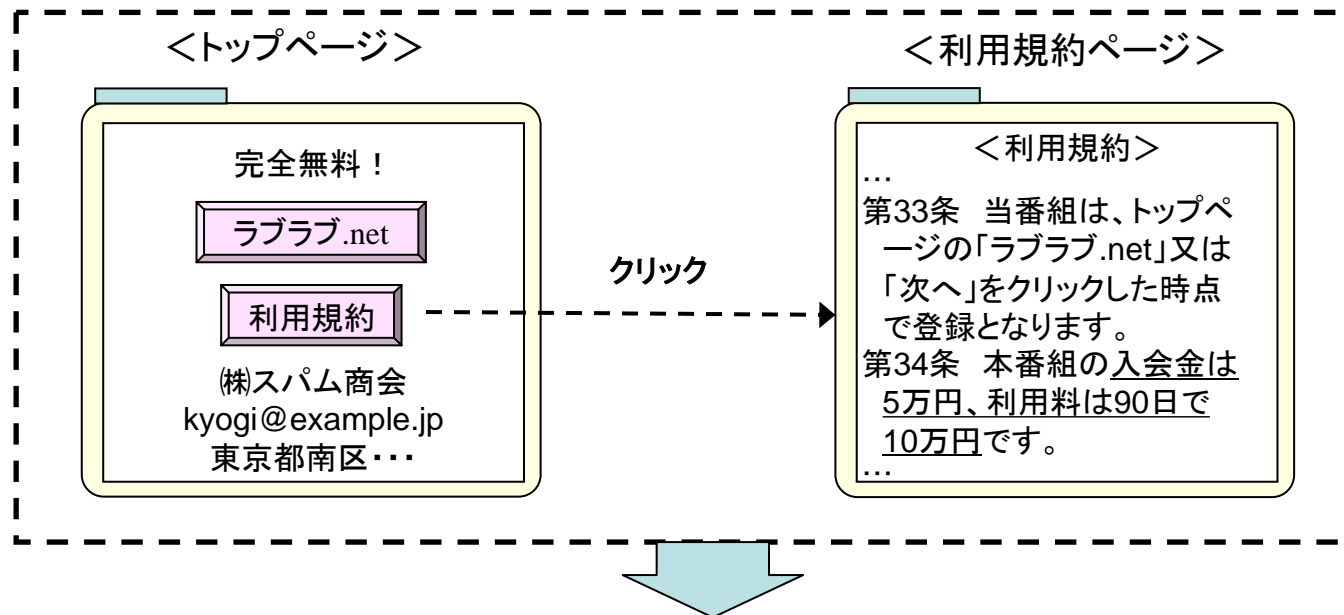 ＜トップページ＞
完全無料！
ラブラブ.net
利用規約
㈱スパム商会
kyogi@example.jp
東京都南区・・・
クリック
＜利用規約ページ＞
＜利用規約＞
…
第33条　当番組は、トップペ
ージの「ラブラブ.net」又は
「次へ」をクリックした時点
で登録となります。
第34条　本番組の入会金は
5万円、利用料は90日で
10万円です。
…